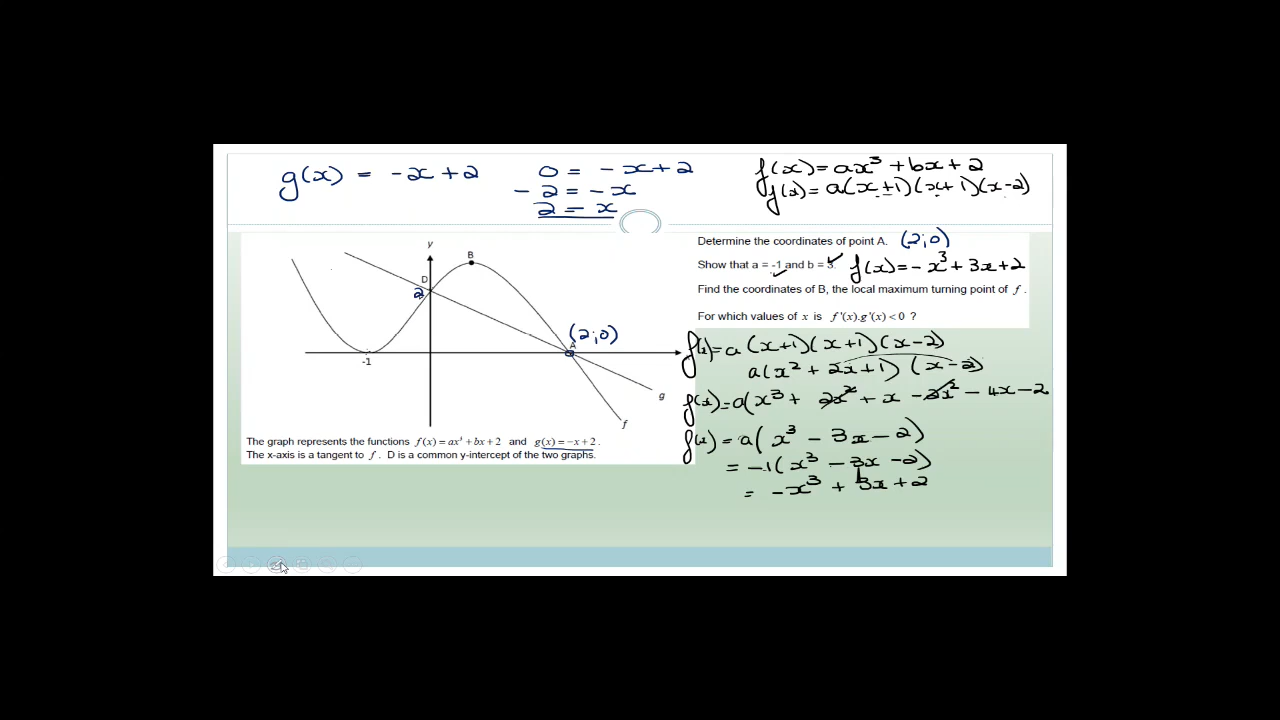 g(x) = -x+2
0 = -x+2
-2 = -x
2 = x
f(x) = ax³ + bx + 2
f(x) = a(x+1)(x+1)(x-2)
y
B
D
2
(2;0)
A
-1
g
f
The graph represents the functions f(x) = ax³ + bx + 2 and g(x) = -x + 2.
The x-axis is a tangent to f. D is a common y-intercept of the two graphs.
Determine the coordinates of point A. (2;0)
Show that a = -1 and b = 3. ✓ ✓ f(x) = -x³ + 3x + 2
Find the coordinates of B, the local maximum turning point of f.
For which values of x is f'(x).g'(x) < 0 ?
f(x) = a(x+1)(x+1)(x-2)
a(x² + 2x + 1)(x-2)
f(x) = a(x³ + 2x² + x - 2x² - 4x - 2
f(x) = a(x³ - 3x - 2)
= -1(x³ - 3x - 2)
= -x³ + 3x + 2